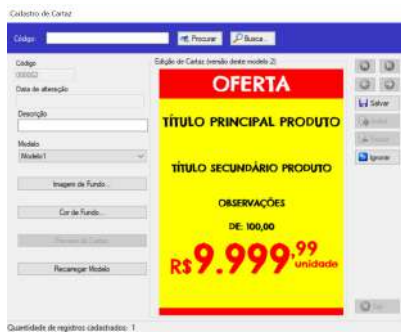 Cadastro de Cartaz
Código:
Procurar
Busca...
Código
000002
Data de alteração
Descrição
Modelo
Modelo1
Imagem de Fundo...
Cor de Fundo...
Recarregar Modelo
Edição de Cartaz (versão deste modelo 2)
OFERTA
TÍTULO PRINCIPAL PRODUTO
TÍTULO SECUNDÁRIO PRODUTO
OBSERVAÇÕES
DE: 100,00
R$ 9.999,99
unidade
Salvar
Ignorar
Quantidade de registros cadastrados: 1